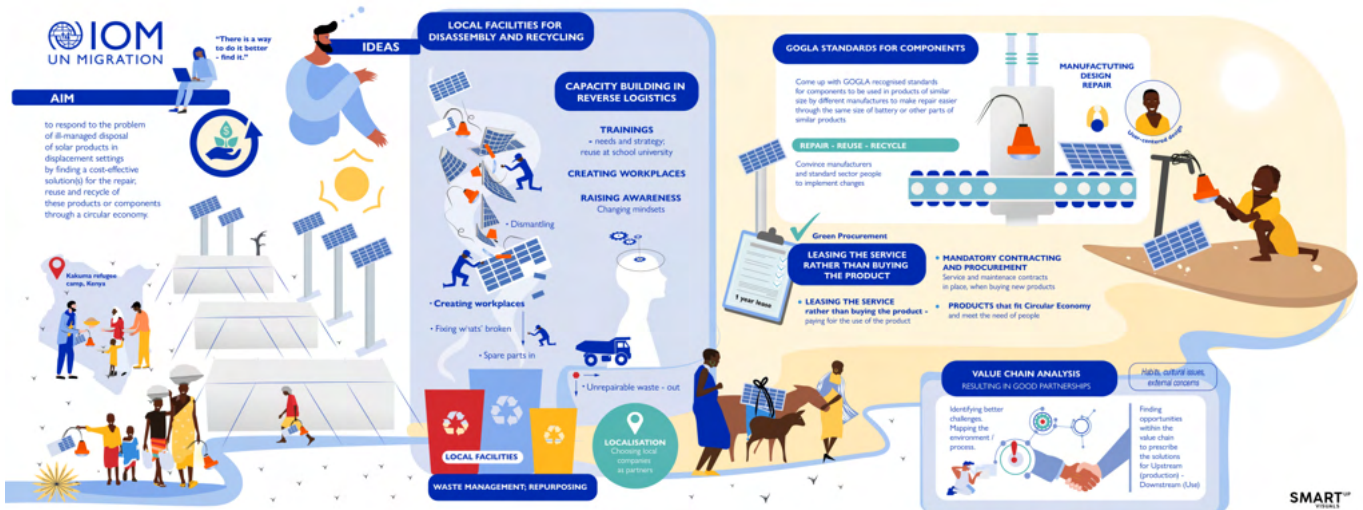 IOM
UN MIGRATION
"There is a way
to do it better
- find it."
AIM
to respond to the problem
of ill-managed disposal
of solar products in
displacement settings
by finding a cost-effective
solution(s) for the repair,
reuse and recycle of
these products or components
through a circular economy.
Kakuma refugee
camp, Kenya
IDEAS
LOCAL FACILITIES FOR
DISASSEMBLY AND RECYCLING
CAPACITY BUILDING IN
REVERSE LOGISTICS
TRAININGS
- needs and strategy;
reuse at school university
CREATING WORKPLACES
RAISING AWARENESS
Changing mindsets
• Dismantling
• Creating workplaces
• Fixing whats' broken
• Spare parts in
• Unrepairable waste - out
LOCAL FACILITIES
WASTE MANAGEMENT; REPURPOSING
LOCALISATION
Choosing local
companies
as partners
GOGLA STANDARDS FOR COMPONENTS
Come up with GOGLA recognised standards
for components to be used in products of similar
size by different manufactures to make repair easier
through the same size of battery or other parts of
similar products
REPAIR - REUSE - RECYCLE
Convince manufacturers
and standard sector people
to implement changes
MANUFACTUTING
DESIGN
REPAIR
User-centered design
Green Procurement
1 year lease
LEASING THE SERVICE
RATHER THAN BUYING
THE PRODUCT
• LEASING THE SERVICE
rather than buying the product -
paying for the use of the product
• MANDATORY CONTRACTING
AND PROCUREMENT
Service and maintenace contracts
in place, when buying new products
• PRODUCTS that fit Circular Economy
and meet the need of people
VALUE CHAIN ANALYSIS
RESULTING IN GOOD PARTNERSHIPS
Habits, cultural issues,
external concerns
Identifying better
challenges.
Mapping the
environment /
process.
Finding
opportunities
within the
value chain
to prescribe
the solutions
for Upstream
(production) -
Downstream (Use)
SMART UP
VISUALS